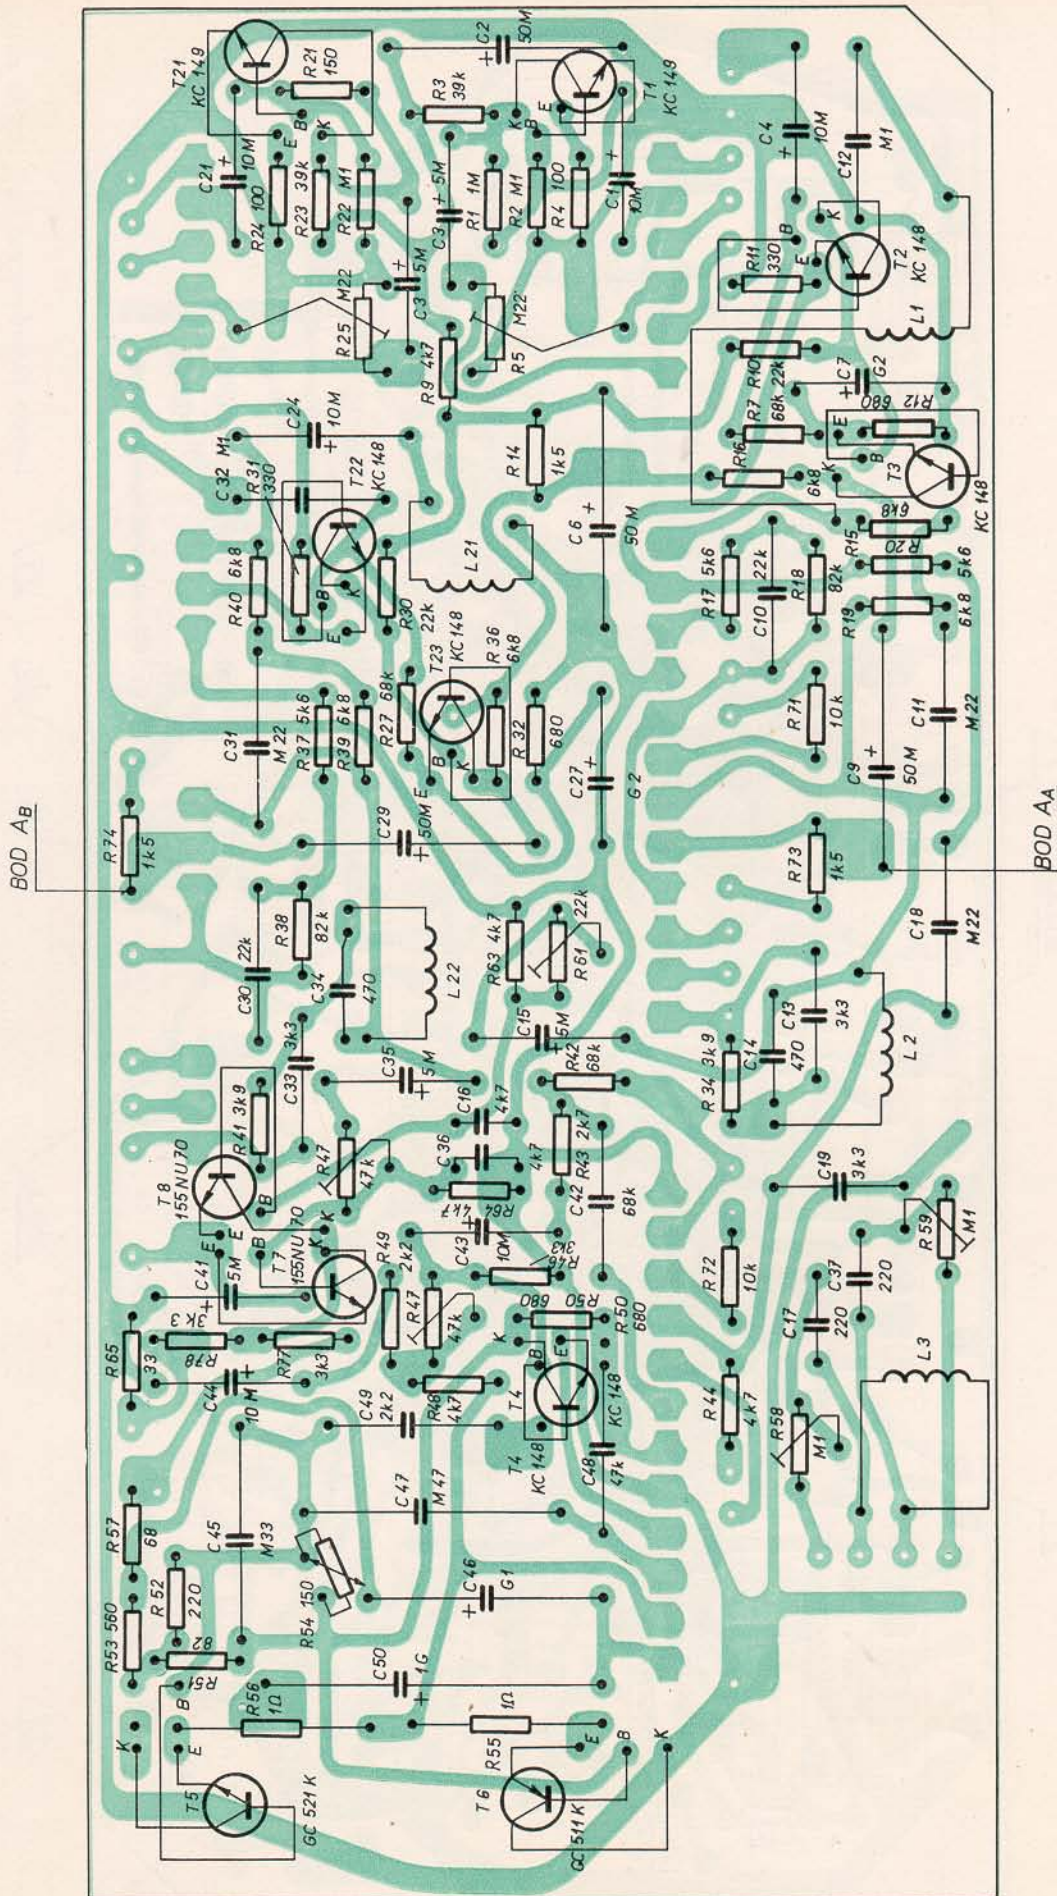 BOD AB
BOD AA
T21
KC 149
R21
150
C2
50M
R3
39k
T1
KC 149
C4
10M
C12
M1
C21
10M
R24 100
R23 39k
R22 M1
B
E
K
C3
5M
R1 1M
R2 M1
R4 100
C1
10M
K
B
E
M22
R25
C3
5M
R9 4k7
M22
R5
R11
330
B
E
K
T2
KC 148
L1
R10
22k
R7
68k
C7
G2
R12 680
R16
6k8
E
B
K
T3
KC 148
C24
10M
C32 M1
R31
330
T22
KC 148
R14
1k5
L21
C6
50M
R40 6k8
B
K
E
R30
22k
R17 5k6
C10 22k
R18
82k
R15
6k8
R20
5k6
R19
6k8
T23
KC 148
R36
6k8
R27 68k
C31
M22
R37 5k6
R39 6k8
E
B
K
R32
680
C27
G2
R71
10k
C9
50M
C11
M22
R74
1k5
C29
50M
R73
1k5
C18
M22
C30 22k
R38
82k
C34
470
L22
R63 4k7
R61
22k
C15
5M
R42
68k
C33 3k3
C35
5M
C16
4k7
C36
4k7
R43 2k7
R34 3k9
C14
470
C13
3k3
L2
R41 3k9
T8
155NU70
R47
47k
R64
4k7
C42
68k
C19
3k3
R59
M1
E
E
B
B
K
K
T7
155NU70
C41
5M
R49
2k2
C43
10M
R46
3k3
R72
10k
C37
220
C17
220
L3
R65
33
R78
3k3
R77
3k3
C44
10M
R47
47k
R50
680
R50
680
K
B
E
T4
KC 148
C49
2k2
R48
4k7
T4
KC 148
C48
47k
R44
4k7
R58
M1
R57
68
C45
M33
C47
M47
R53 560
R52
220
R54 150
C46
G1
R51
82
R56
1Ω
C50
1G
R55
1Ω
K
E
B
T5
GC 521 K
T6
GC 511 K
E
B
K